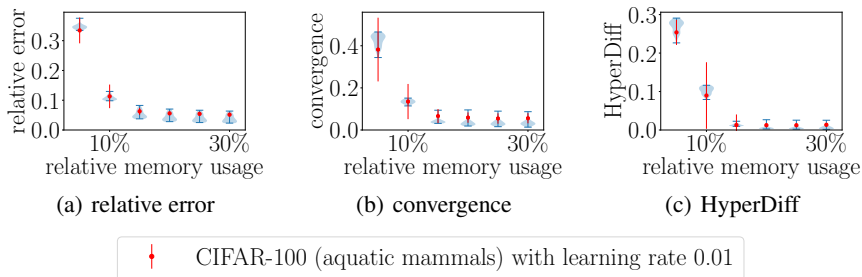 relative error
0.3
0.2
0.1
0.0
10%
30%
relative memory usage
(a) relative error
convergence
0.4
0.2
0.0
10%
30%
relative memory usage
(b) convergence
HyperDiff
0.3
0.2
0.1
0.0
10%
30%
relative memory usage
(c) HyperDiff
CIFAR-100 (aquatic mammals) with learning rate 0.01